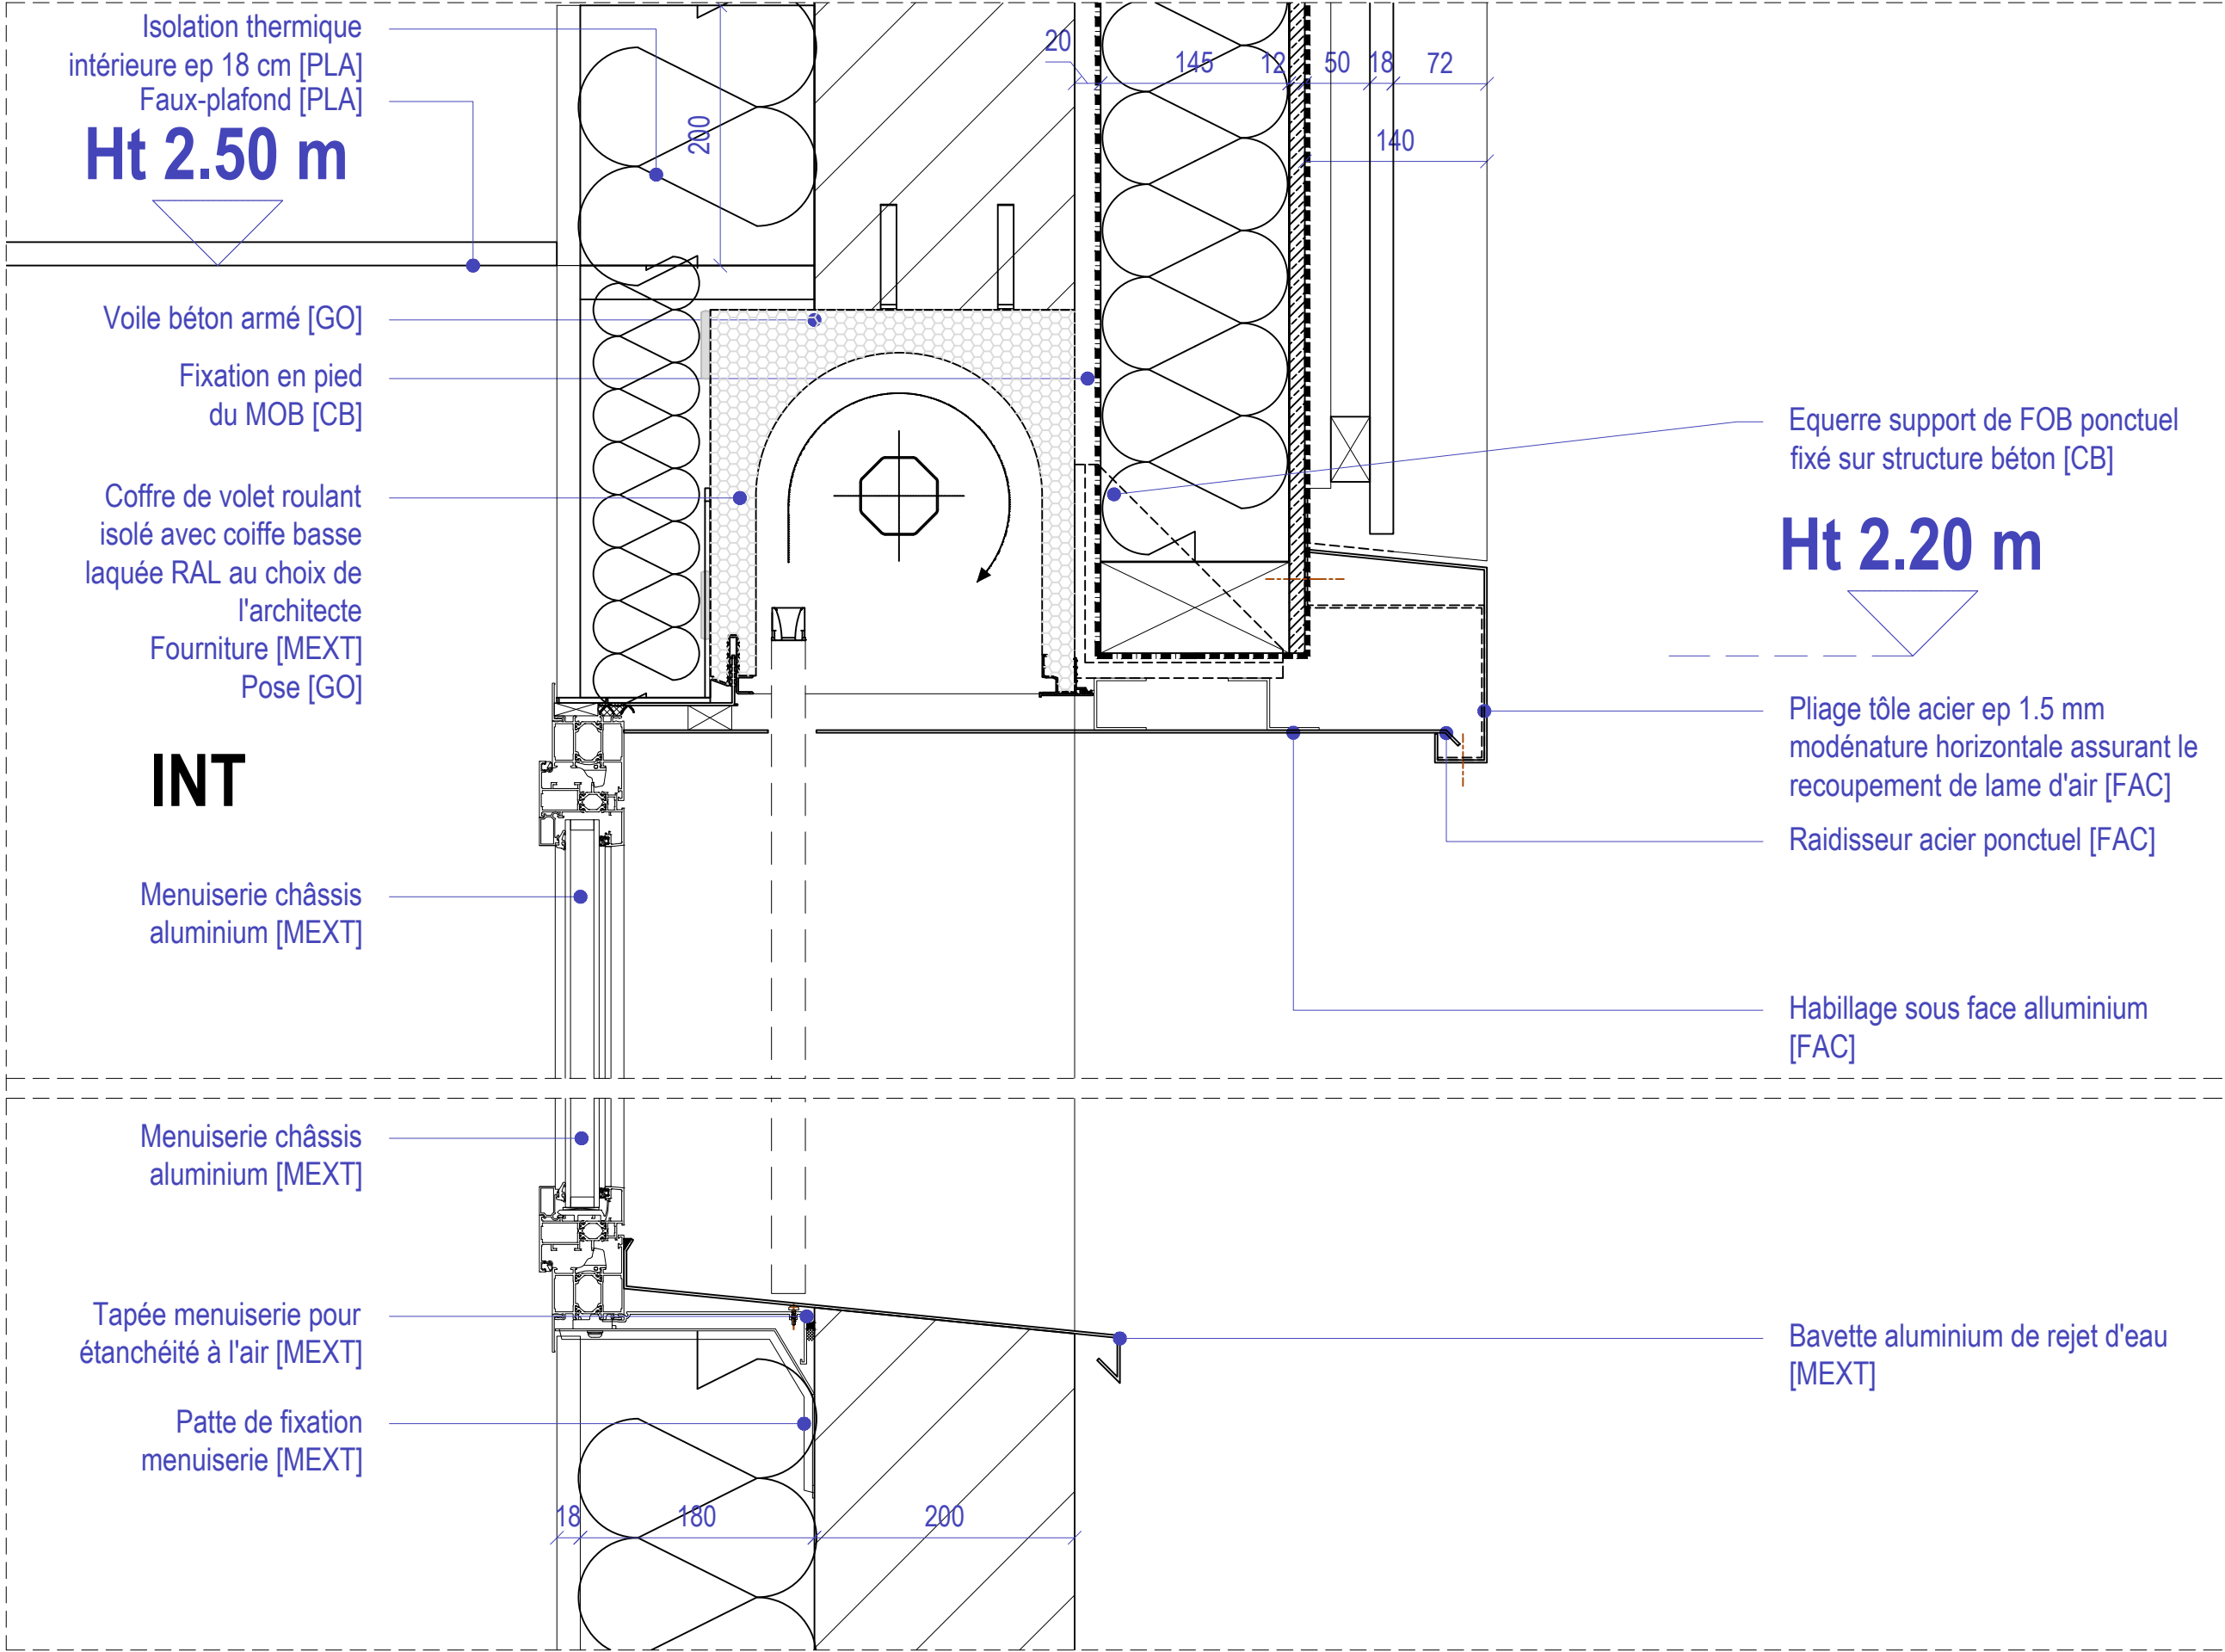 Isolation thermique
intérieure ep 18 cm [PLA]
Faux-plafond [PLA]
Ht 2.50 m
Voile béton armé [GO]
Fixation en pied
du MOB [CB]
Coffre de volet roulant
isolé avec coiffe basse
laquée RAL au choix de
l'architecte
Fourniture [MEXT]
Pose [GO]
INT
Menuiserie châssis
aluminium [MEXT]
Menuiserie châssis
aluminium [MEXT]
Tapée menuiserie pour
étanchéité à l'air [MEXT]
Patte de fixation
menuiserie [MEXT]
200
20
145
12
50
18
72
140
18
180
200
Equerre support de FOB ponctuel
fixé sur structure béton [CB]
Ht 2.20 m
Pliage tôle acier ep 1.5 mm
modénature horizontale assurant le
recoupement de lame d'air [FAC]
Raidisseur acier ponctuel [FAC]
Habillage sous face alluminium
[FAC]
Bavette aluminium de rejet d'eau
[MEXT]